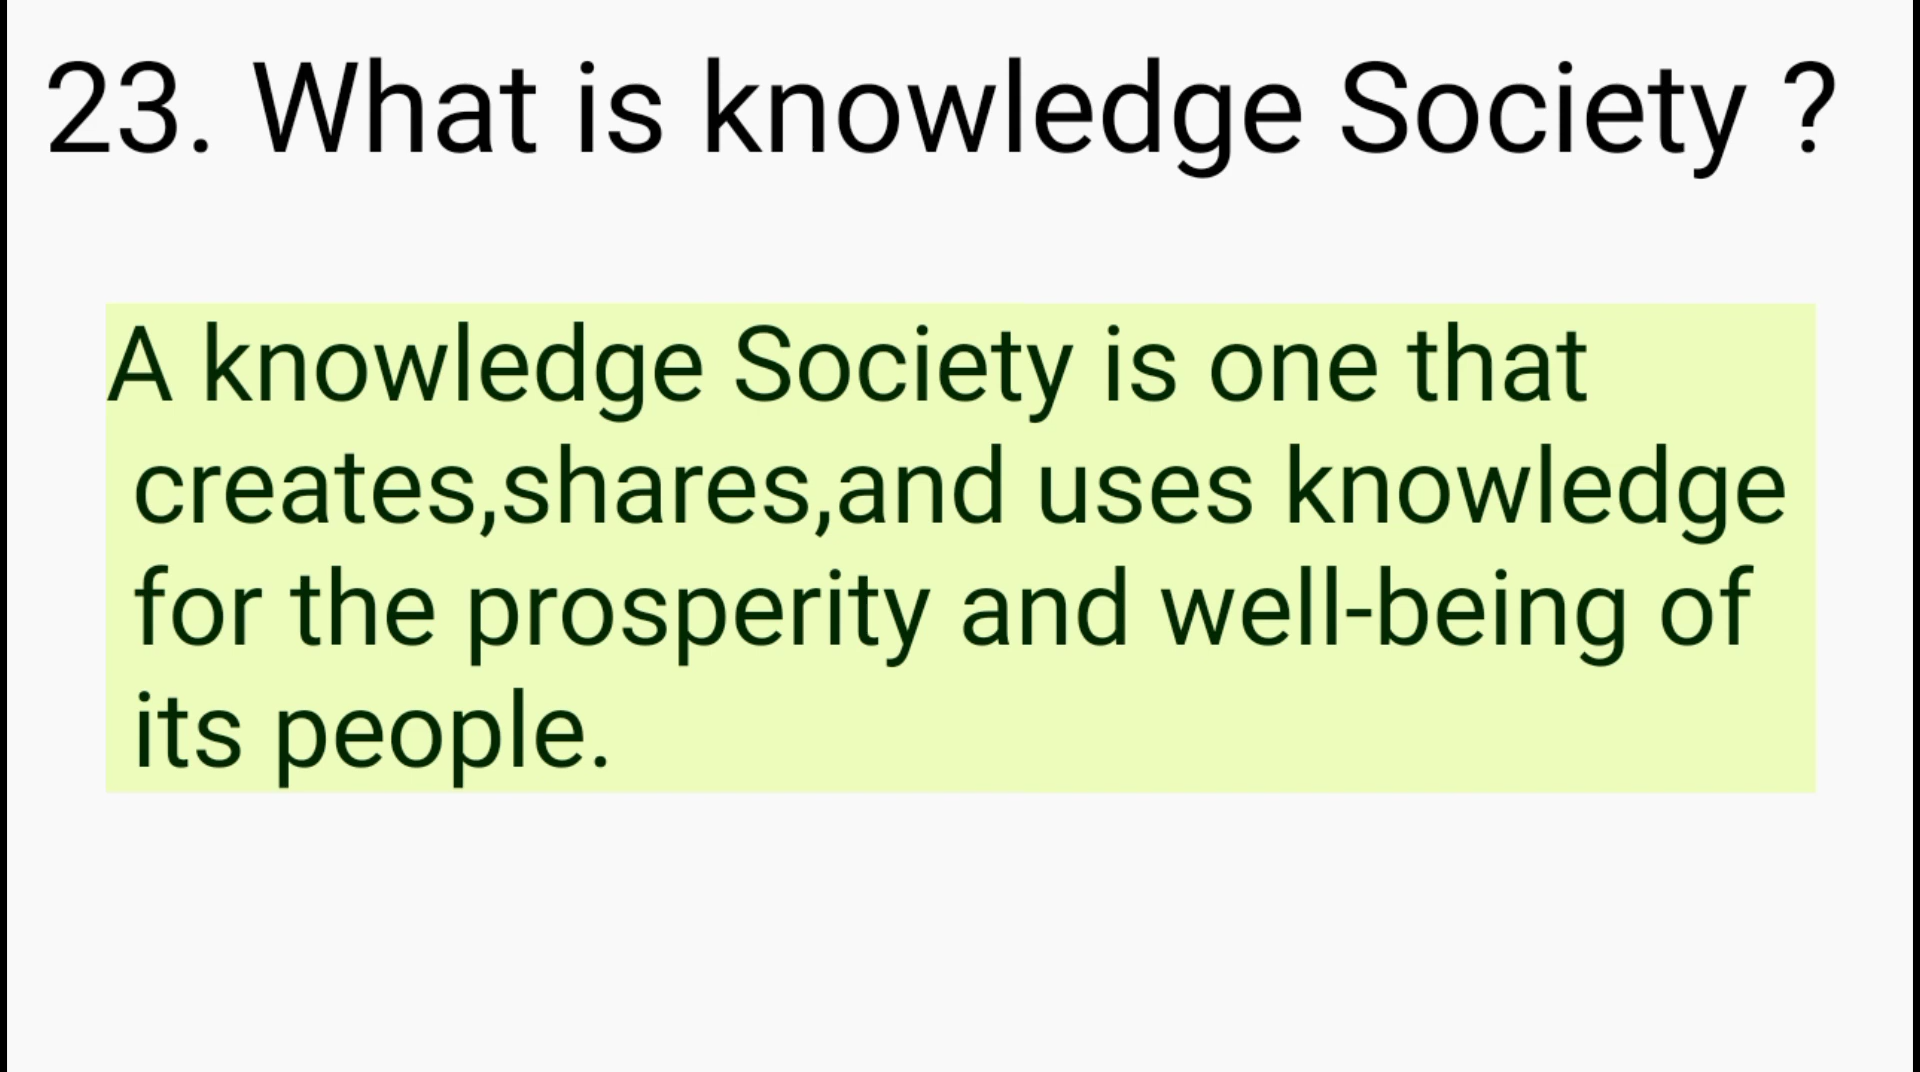 23. What is knowledge Society ?
A knowledge Society is one that
creates,shares,and uses knowledge
for the prosperity and well-being of
its people.